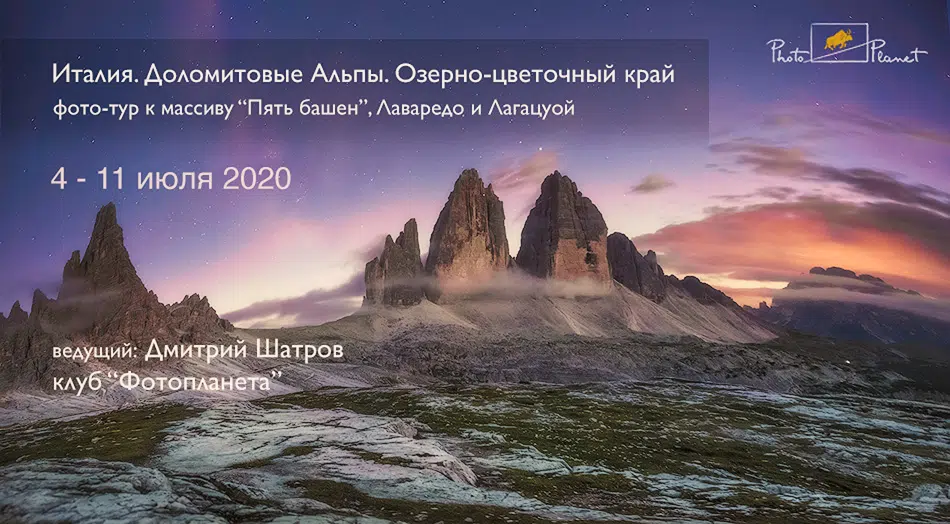 Photo Planet
Италия. Доломитовые Альпы. Озерно-цветочный край
фото-тур к массиву “Пять башен”, Лаваредо и Лагацуой
4 - 11 июля 2020
ведущий: Дмитрий Шатров
клуб “Фотопланета”